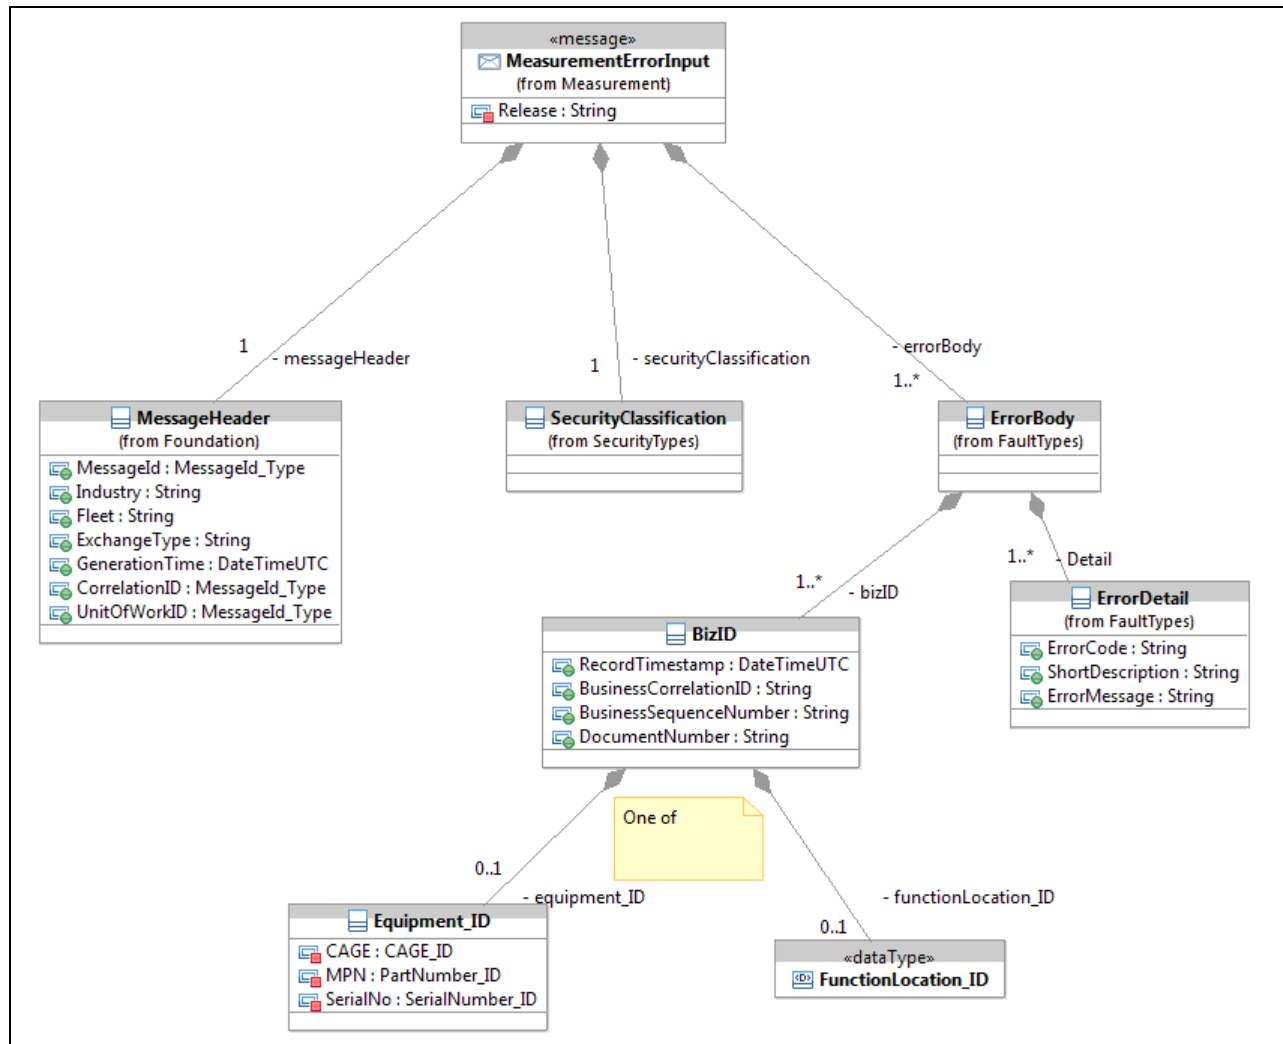 «message»
MeasurementErrorInput
(from Measurement)
Release : String
1
- messageHeader
1
- securityClassification
- errorBody
1..*
MessageHeader
(from Foundation)
MessageId : MessageId_Type
Industry : String
Fleet : String
ExchangeType : String
GenerationTime : DateTimeUTC
CorrelationID : MessageId_Type
UnitOfWorkID : MessageId_Type
SecurityClassification
(from SecurityTypes)
ErrorBody
(from FaultTypes)
1..*
- bizID
1..*
- Detail
ErrorDetail
(from FaultTypes)
ErrorCode : String
ShortDescription : String
ErrorMessage : String
BizID
RecordTimestamp : DateTimeUTC
BusinessCorrelationID : String
BusinessSequenceNumber : String
DocumentNumber : String
One of
0..1
- equipment_ID
- functionLocation_ID
0..1
Equipment_ID
CAGE : CAGE_ID
MPN : PartNumber_ID
SerialNo : SerialNumber_ID
«dataType»
FunctionLocation_ID